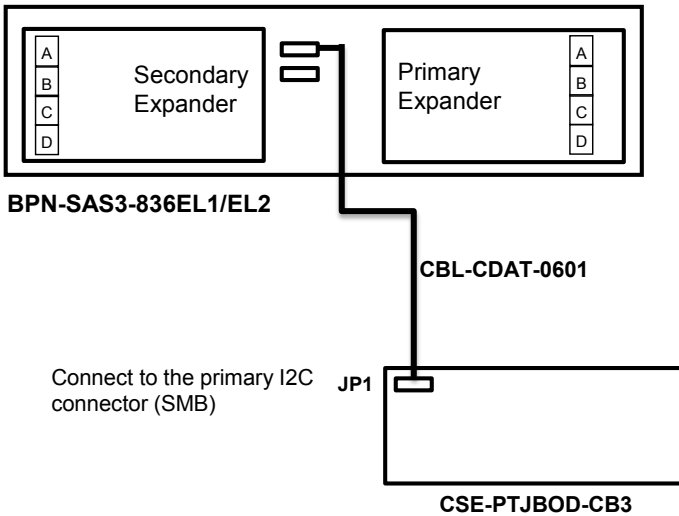 A
B
C
D
Secondary
Expander
Primary
Expander
A
B
C
D
BPN-SAS3-836EL1/EL2
CBL-CDAT-0601
Connect to the primary I2C
connector (SMB)
JP1
CSE-PTJBOD-CB3